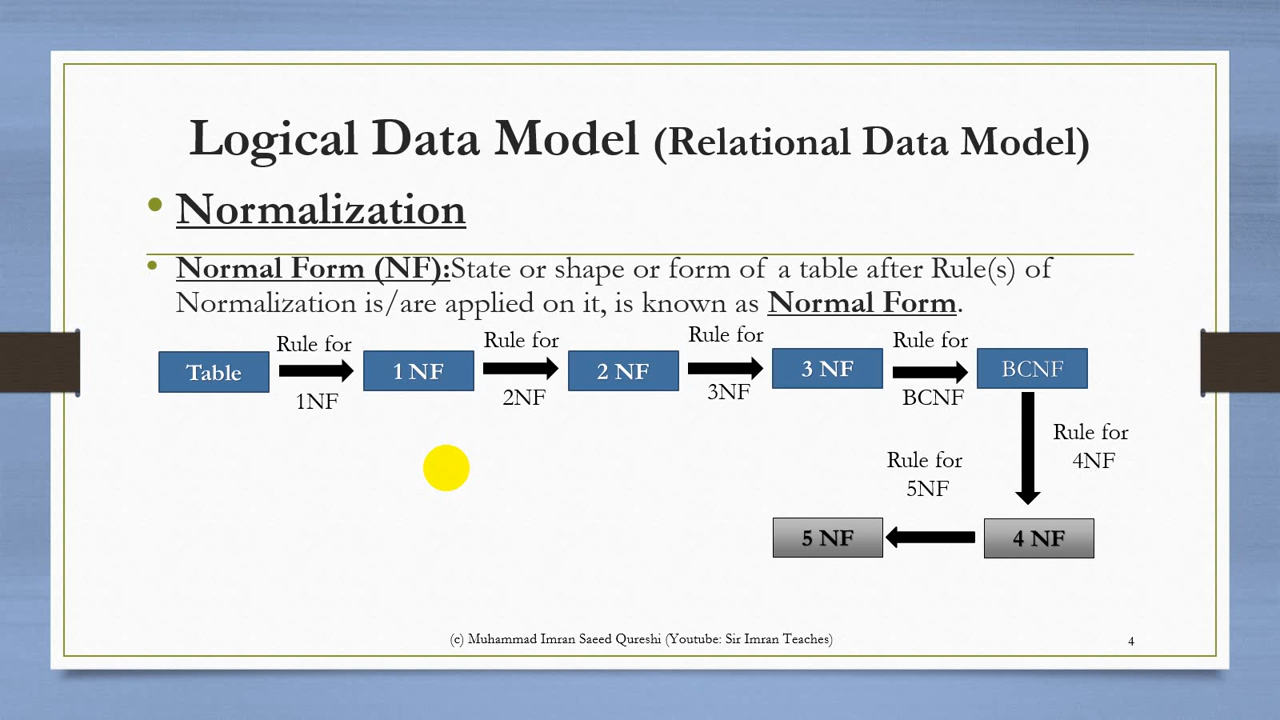 Logical Data Model (Relational Data Model)
• Normalization
• Normal Form (NF):State or shape or form of a table after Rule(s) of
Normalization is/are applied on it, is known as Normal Form.
Table
Rule for
1NF
1 NF
Rule for
2NF
2 NF
Rule for
3NF
3 NF
Rule for
BCNF
BCNF
Rule for
4NF
4 NF
Rule for
5NF
5 NF
(c) Muhammad Imran Saeed Qureshi (Youtube: Sir Imran Teaches)
4